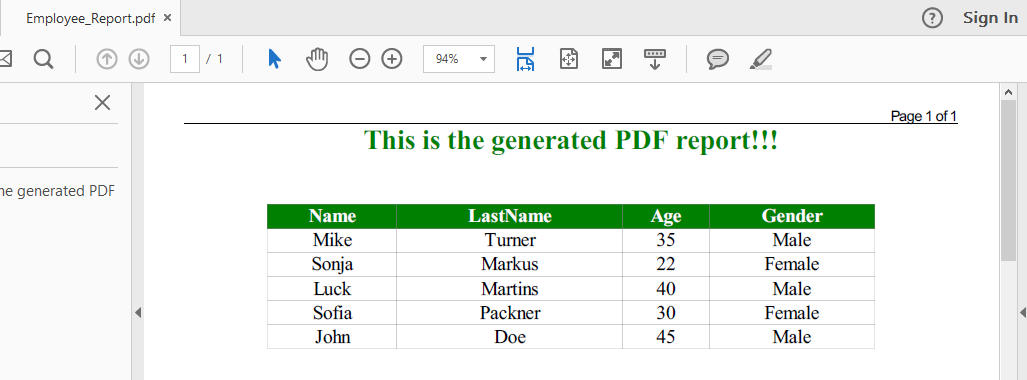 Employee_Report.pdf ×
? Sign In
1 / 1 94%
Page 1 of 1
This is the generated PDF report!!!
ne generated PDF
Name LastName Age Gender
Mike Turner 35 Male
Sonja Markus 22 Female
Luck Martins 40 Male
Sofia Packner 30 Female
John Doe 45 Male